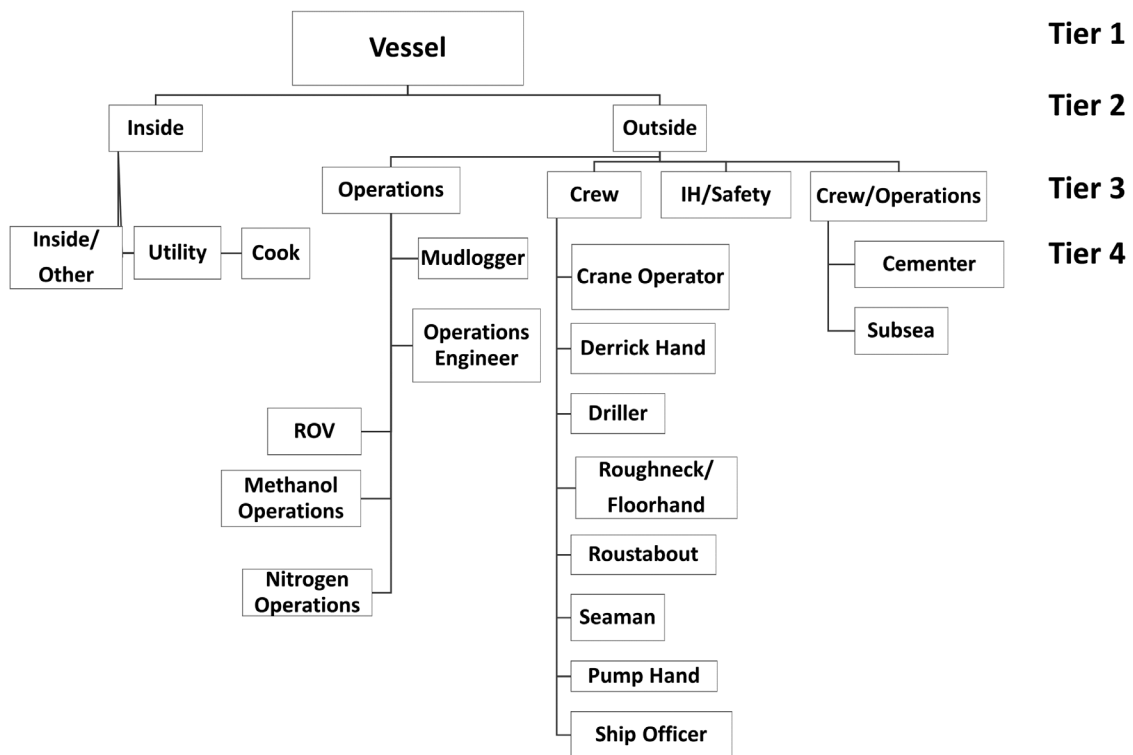 Vessel
Tier 1
Inside
Outside
Tier 2
Operations
Crew
IH/Safety
Crew/Operations
Tier 3
Inside/
Other
Utility
Cook
Mudlogger
Operations
Engineer
ROV
Methanol
Operations
Nitrogen
Operations
Crane Operator
Derrick Hand
Driller
Roughneck/
Floorhand
Roustabout
Seaman
Pump Hand
Ship Officer
Cementer
Subsea
Tier 4